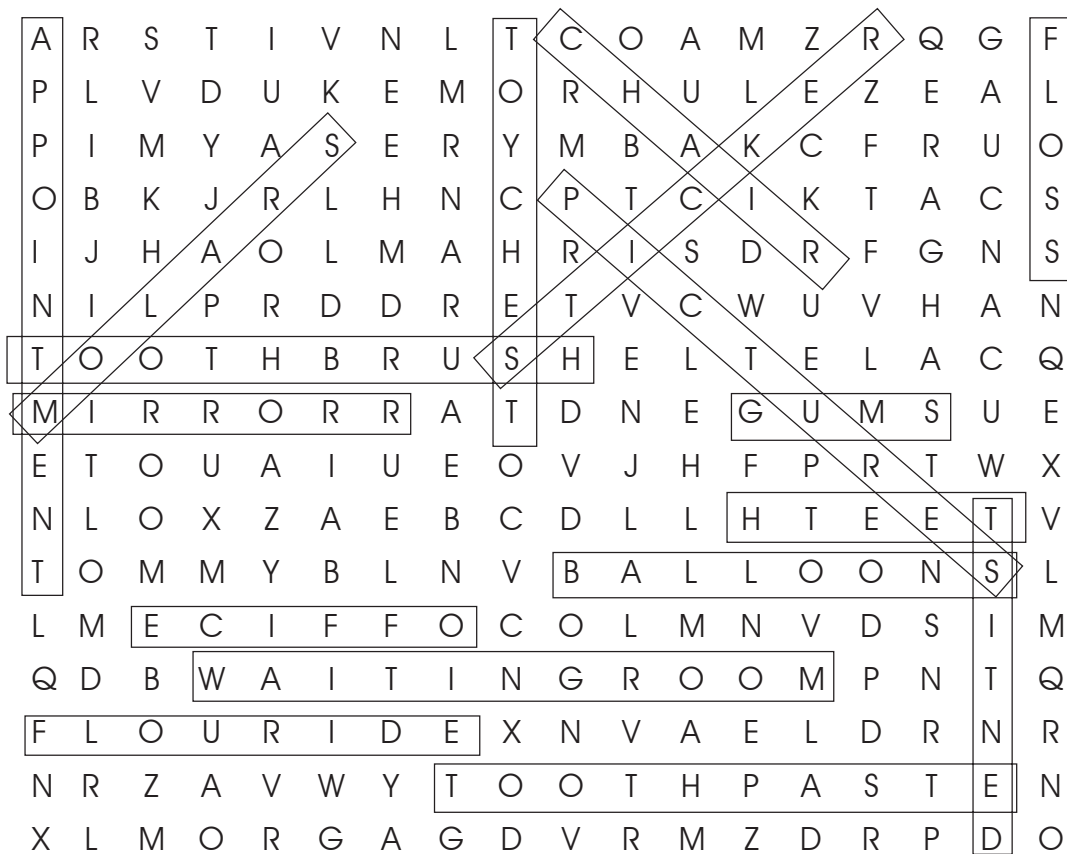 A R S T I V N L T C O A M Z R Q G F
P L V D U K E M O R H U L E Z E A L
P I M Y A S E R Y M B A K C F R U O
O B K J R L H N C P T C I K T A C S
I J H A O L M A H R I S D R F G N S
N I L P R D D R E T V C W U V H A N
T O O T H B R U S H E L T E L A C Q
M I R R O R R A T D N E G U M S U E
E T O U A I U E O V J H F P R T W X
N L O X Z A E B C D L L H T E E T V
T O M M Y B L N V B A L L O O N S L
L M E C I F F O C O L M N V D S I M
Q D B W A I T I N G R O O M P N T Q
F L O U R I D E X N V A E L D R N R
N R Z A V W Y T O O T H P A S T E N
X L M O R G A G D V R M Z D R P D O